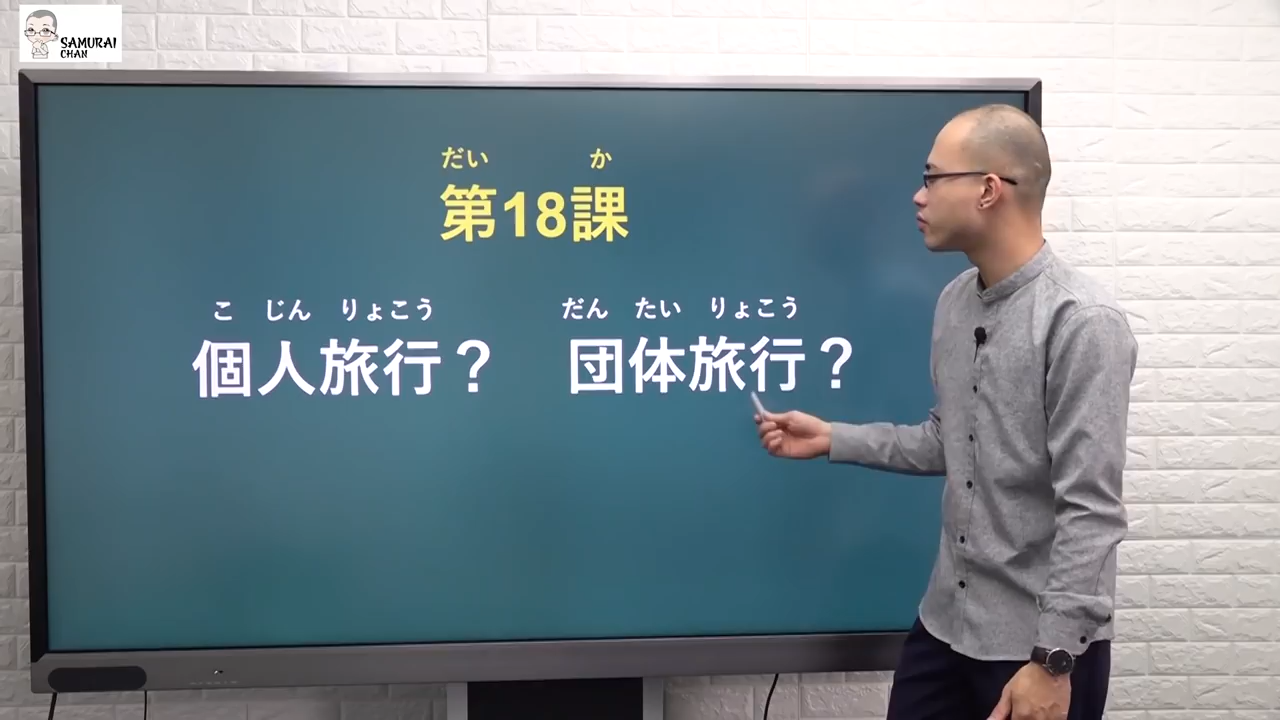 SAMURAI
CHAN
だい か
第18課
こ じん りょこう だん たい りょこう
個人旅行？ 団体旅行？